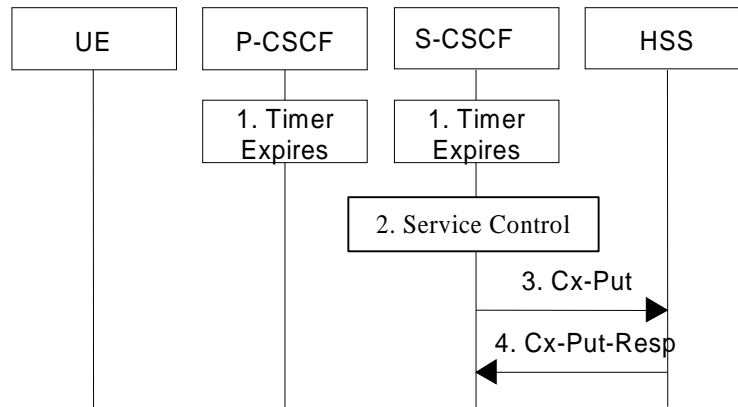 UE
P-CSCF
S-CSCF
HSS
1. Timer
Expires
1. Timer
Expires
2. Service Control
3. Cx-Put
4. Cx-Put-Resp